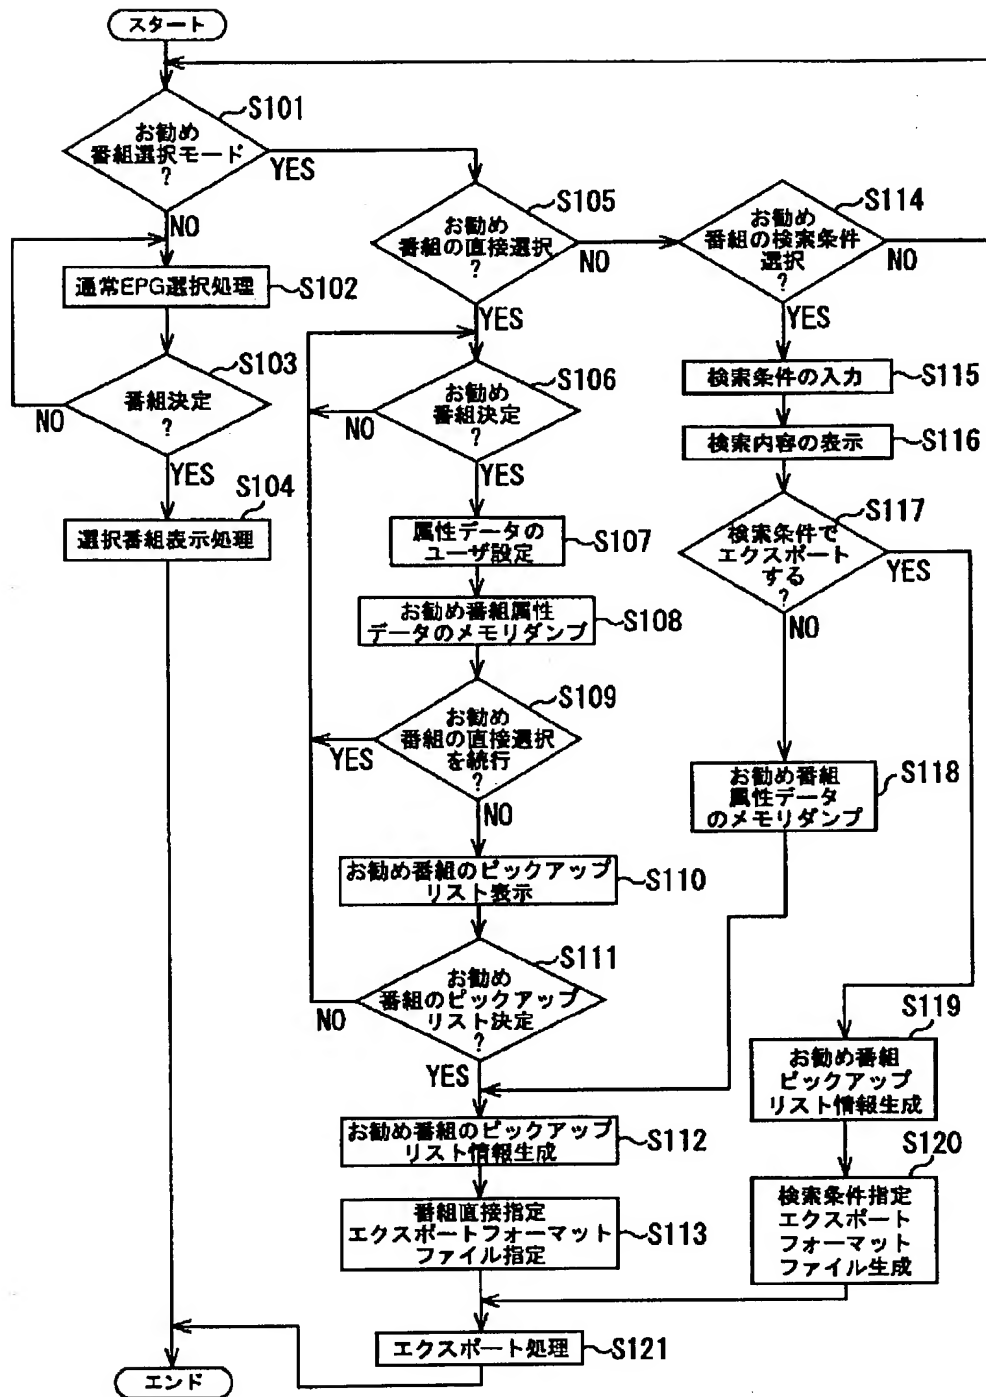 スタート
お勧め
番組選択モード
?
S101
YES
NO
通常EPG選択処理
S102
番組決定
?
S103
NO
YES
選択番組表示処理
S104
お勧め
番組の直接選択
?
S105
NO
YES
お勧め
番組決定
?
S106
NO
YES
属性データの
ユーザ設定
S107
お勧め番組属性
データのメモリダンプ
S108
お勧め
番組の直接選択
を続行
?
S109
YES
NO
お勧め番組のピックアップ
リスト表示
S110
お勧め
番組のピックアップ
リスト決定
?
S111
NO
YES
お勧め番組のピックアップ
リスト情報生成
S112
番組直接指定
エクスポートフォーマット
ファイル指定
S113
お勧め
番組の検索条件
選択
?
S114
NO
YES
検索条件の入力
S115
検索内容の表示
S116
検索条件で
エクスポート
する
?
S117
YES
NO
お勧め番組
属性データ
のメモリダンプ
S118
S119
お勧め番組
ピックアップ
リスト情報生成
S120
検索条件指定
エクスポート
フォーマット
ファイル生成
エクスポート処理
S121
エンド